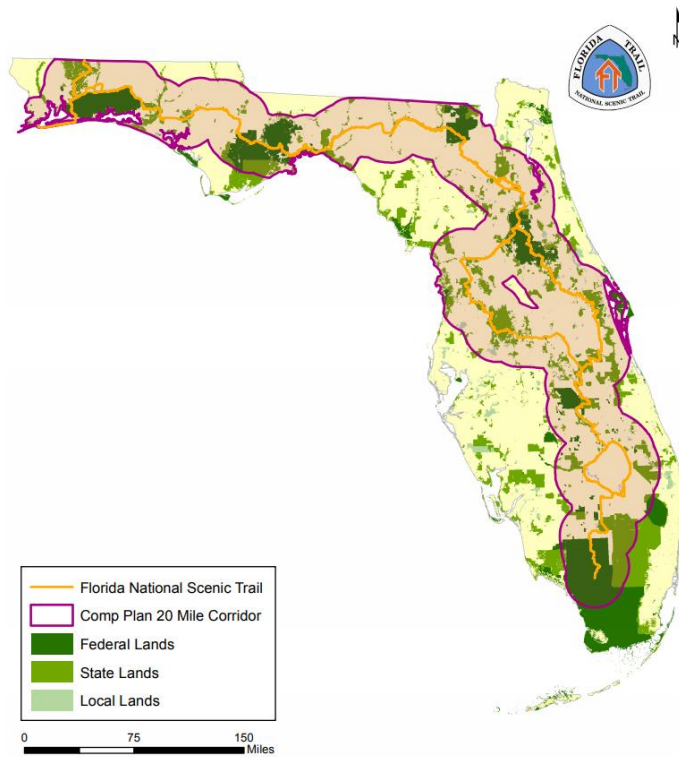 N
FLORIDA
TRAIL
FT
NATIONAL SCENIC TRAIL
Florida National Scenic Trail
Comp Plan 20 Mile Corridor
Federal Lands
State Lands
Local Lands
0 75 150
Miles